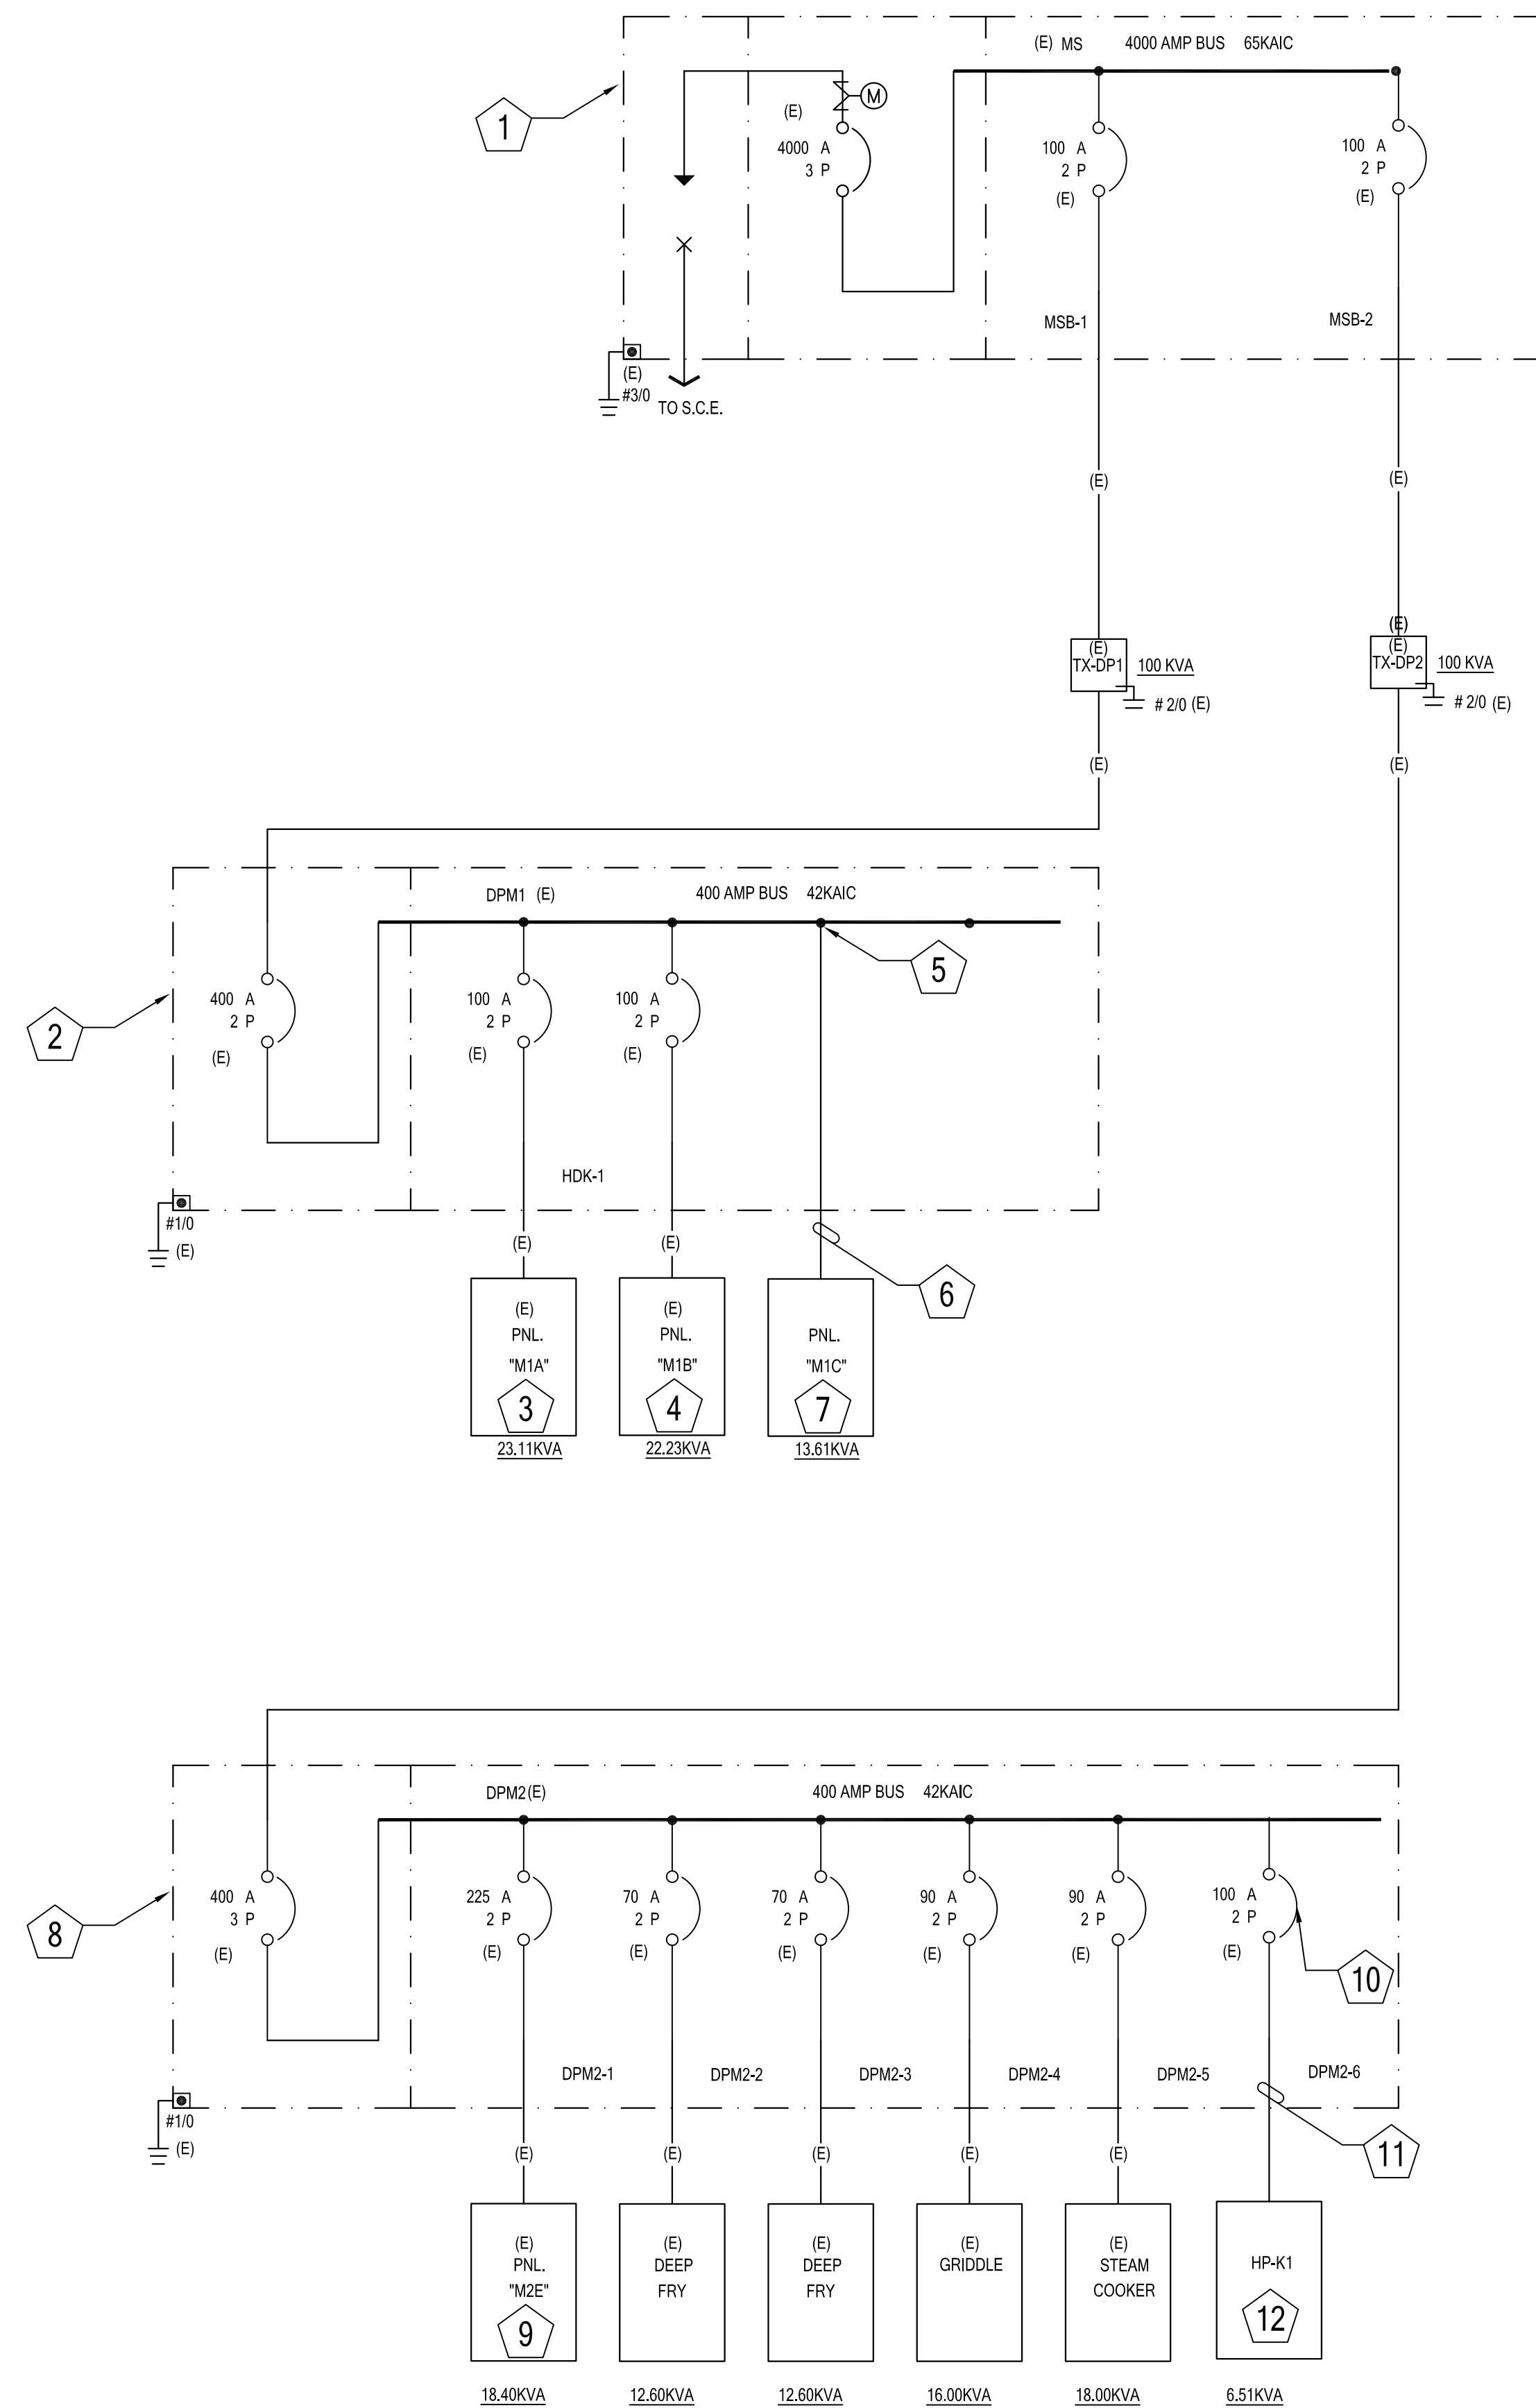 (E) MS 4000 AMP BUS 65KAIC
1
M
(E)
4000 A
3 P
100 A
2 P
(E)
100 A
2 P
(E)
MSB-1
MSB-2
(E)
#3/0
TO S.C.E.
(E)
(E)
(E)
TX-DP1
100 KVA
# 2/0 (E)
(E)
(E)
TX-DP2
100 KVA
# 2/0 (E)
(E)
(E)
DPM1 (E) 400 AMP BUS 42KAIC
5
2
400 A
2 P
(E)
100 A
2 P
(E)
100 A
2 P
(E)
HDK-1
#1/0
(E)
(E)
(E)
6
(E)
PNL.
"M1A"
3
23.11KVA
(E)
PNL.
"M1B"
4
22.23KVA
PNL.
"M1C"
7
13.61KVA
DPM2 (E) 400 AMP BUS 42KAIC
8
400 A
3 P
(E)
225 A
2 P
(E)
70 A
2 P
(E)
70 A
2 P
(E)
90 A
2 P
(E)
90 A
2 P
(E)
100 A
2 P
(E)
10
DPM2-1
DPM2-2
DPM2-3
DPM2-4
DPM2-5
DPM2-6
#1/0
(E)
11
(E)
(E)
(E)
(E)
(E)
(E)
PNL.
"M2E"
9
18.40KVA
(E)
DEEP
FRY
12.60KVA
(E)
DEEP
FRY
12.60KVA
(E)
GRIDDLE
16.00KVA
(E)
STEAM
COOKER
18.00KVA
HP-K1
12
6.51KVA